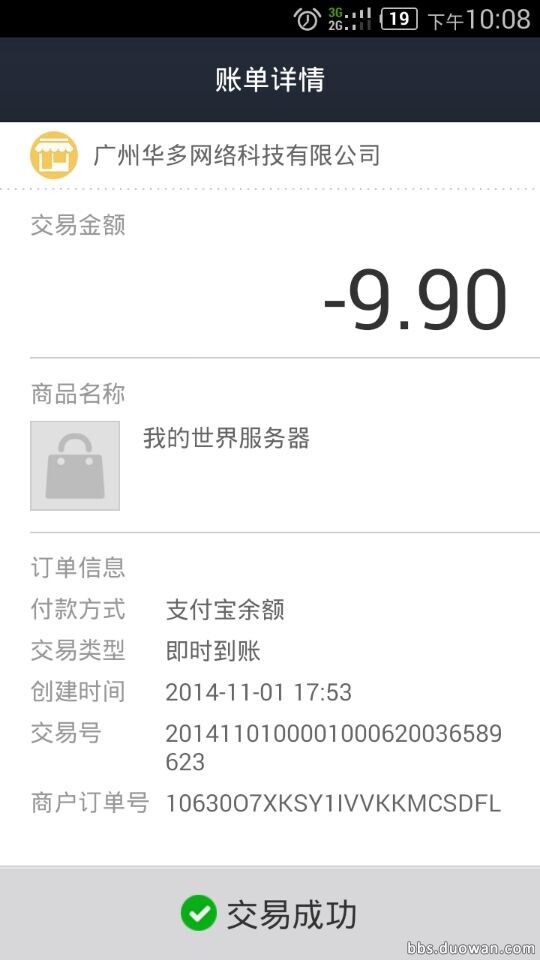 3G
2G
19
下午10:08
账单详情
广州华多网络科技有限公司
交易金额
-9.90
商品名称
我的世界服务器
订单信息
付款方式 支付宝余额
交易类型 即时到账
创建时间 2014-11-01 17:53
交易号 2014110100001000620036589
623
商户订单号 10630O7XKSY1IVVKKMCSDFL
交易成功
bbs.duowan.com